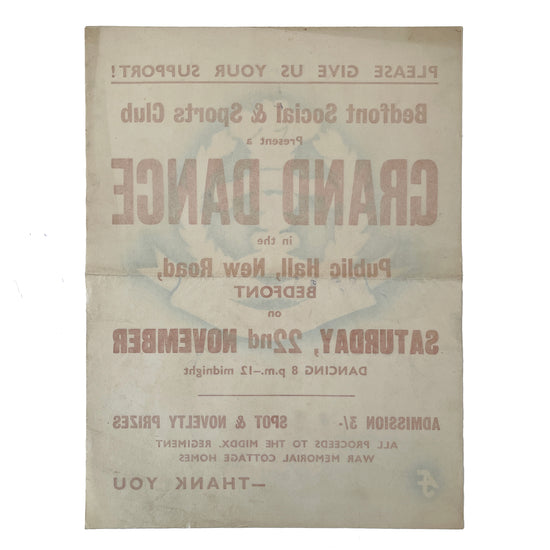 PLEASE GIVE US YOUR SUPPORT!
Bedfont Social & Sports Club
Present a
GRAND DANCE
in the
Public Hall, New Road,
BEDFONT
on
SATURDAY, 22nd NOVEMBER
DANCING 8 p.m.—12 midnight
ADMISSION 3/- SPOT & NOVELTY PRIZES
ALL PROCEEDS TO THE MIDDX. REGIMENT
WAR MEMORIAL COTTAGE HOMES
—THANK YOU